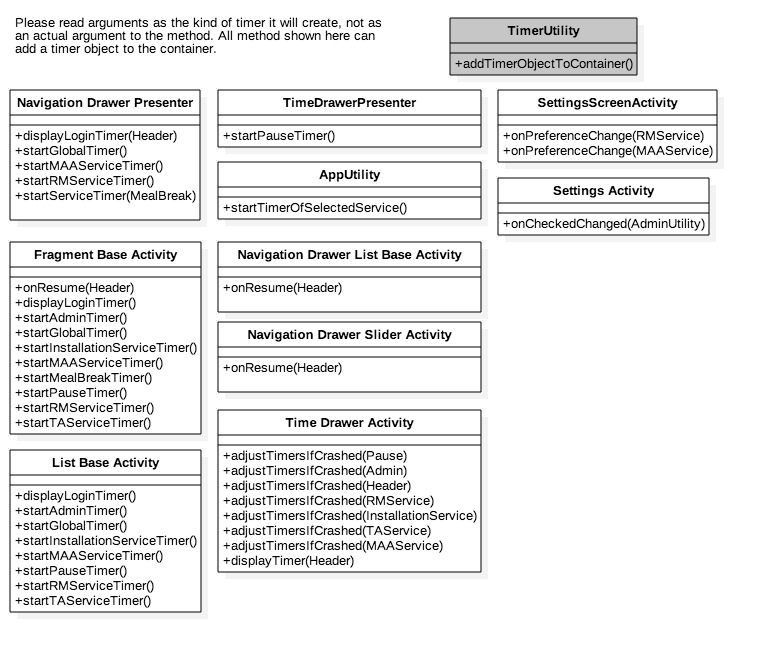 Please read arguments as the kind of timer it will create, not as
an actual argument to the method. All method shown here can
add a timer object to the container.
TimerUtility
+addTimerObjectToContainer()
Navigation Drawer Presenter
+displayLoginTimer(Header)
+startGlobalTimer()
+startMAAServiceTimer()
+startRMServiceTimer()
+startServiceTimer(MealBreak)
TimeDrawerPresenter
+startPauseTimer()
SettingsScreenActivity
+onPreferenceChange(RMService)
+onPreferenceChange(MAAService)
AppUtility
+startTimerOfSelectedService()
Settings Activity
+onCheckedChanged(AdminUtility)
Fragment Base Activity
+onResume(Header)
+displayLoginTimer()
+startAdminTimer()
+startGlobalTimer()
+startInstallationServiceTimer()
+startMAAServiceTimer()
+startMealBreakTimer()
+startPauseTimer()
+startRMServiceTimer()
+startTAServiceTimer()
Navigation Drawer List Base Activity
+onResume(Header)
Navigation Drawer Slider Activity
+onResume(Header)
List Base Activity
+displayLoginTimer()
+startAdminTimer()
+startGlobalTimer()
+startInstallationServiceTimer()
+startMAAServiceTimer()
+startPauseTimer()
+startRMServiceTimer()
+startTAServiceTimer()
Time Drawer Activity
+adjustTimersIfCrashed(Pause)
+adjustTimersIfCrashed(Admin)
+adjustTimersIfCrashed(Header)
+adjustTimersIfCrashed(RMService)
+adjustTimersIfCrashed(InstallationService)
+adjustTimersIfCrashed(TAService)
+adjustTimersIfCrashed(MAAService)
+displayTimer(Header)